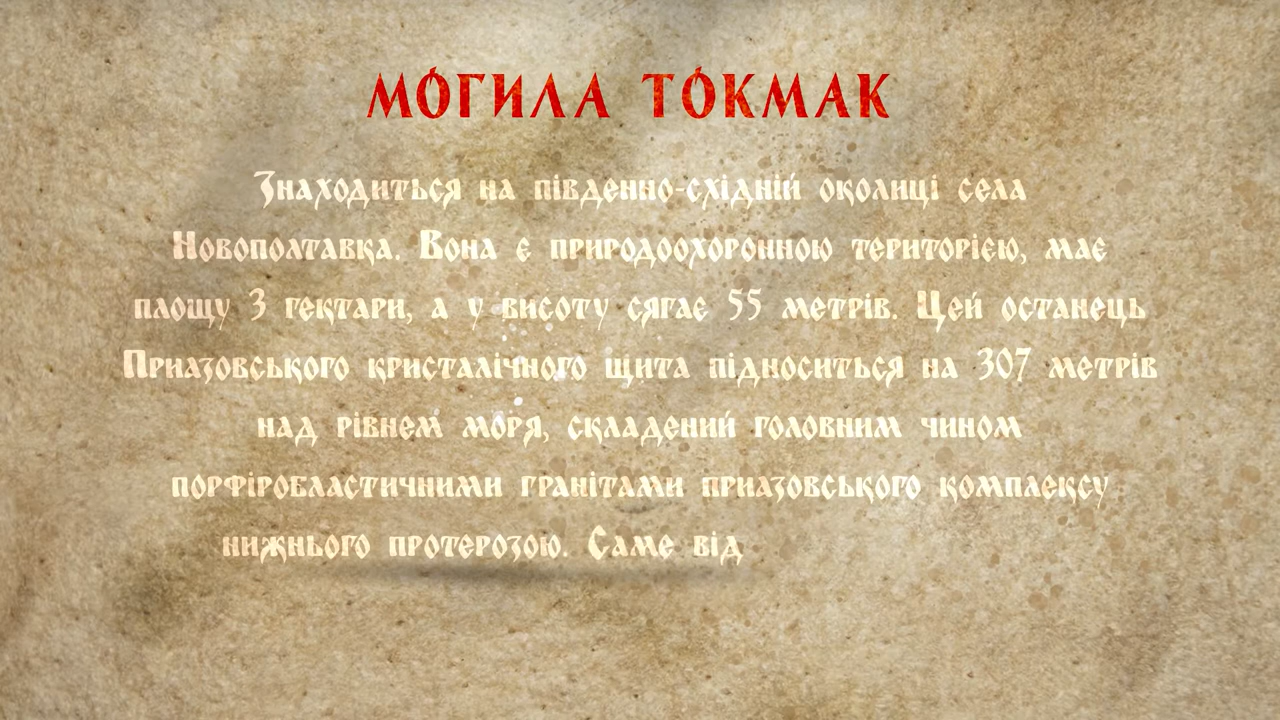 МОГИЛА ТОКМАК
Знаходиться на південно-східній околиці села
Новополтавка. Вона є природоохоронною територією, має
площу 3 гектари, а у висоту сягає 55 метрів. Цей останець
Приазовського кристалічного щита підноситься на 307 метрів
над рівнем моря, складений головним чином
порфіробластичними гранітами приазовського комплексу
нижнього протерозою. Саме від